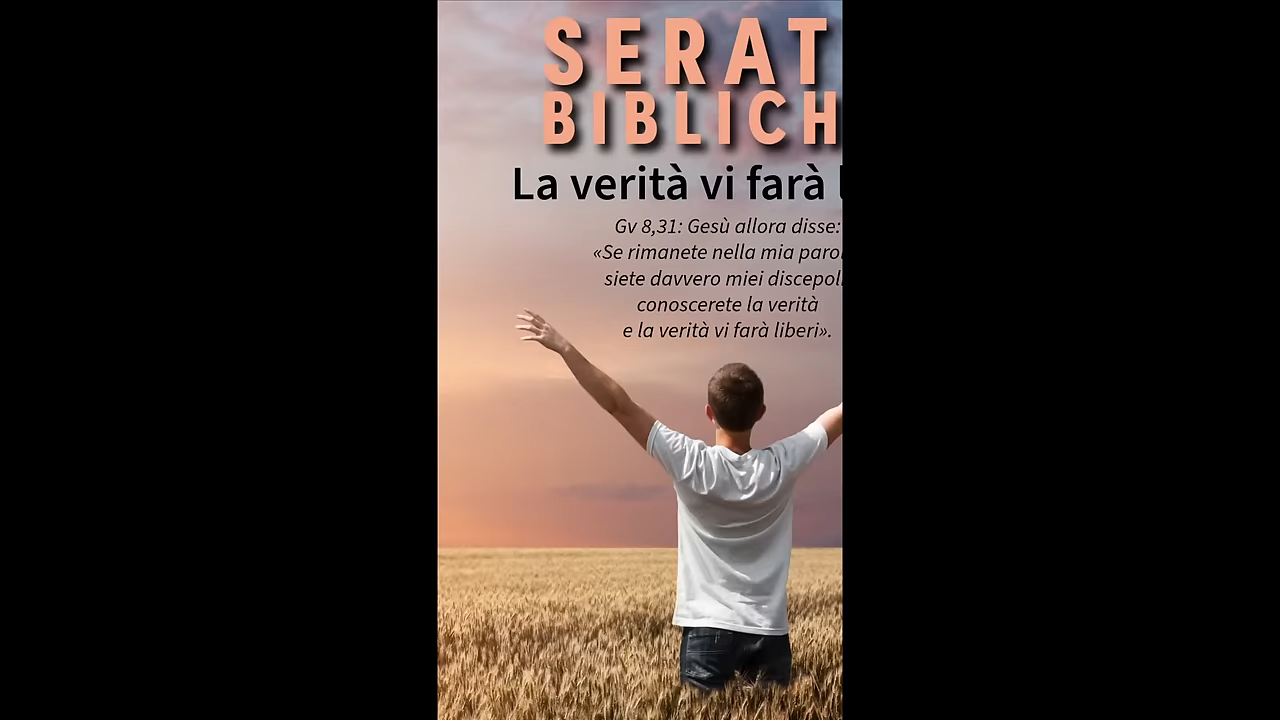 SERAT
BIBLICH
La verità vi farà
Gv 8,31: Gesù allora disse:
«Se rimanete nella mia paro
siete davvero miei discepol
conoscerete la verità
e la verità vi farà liberi».